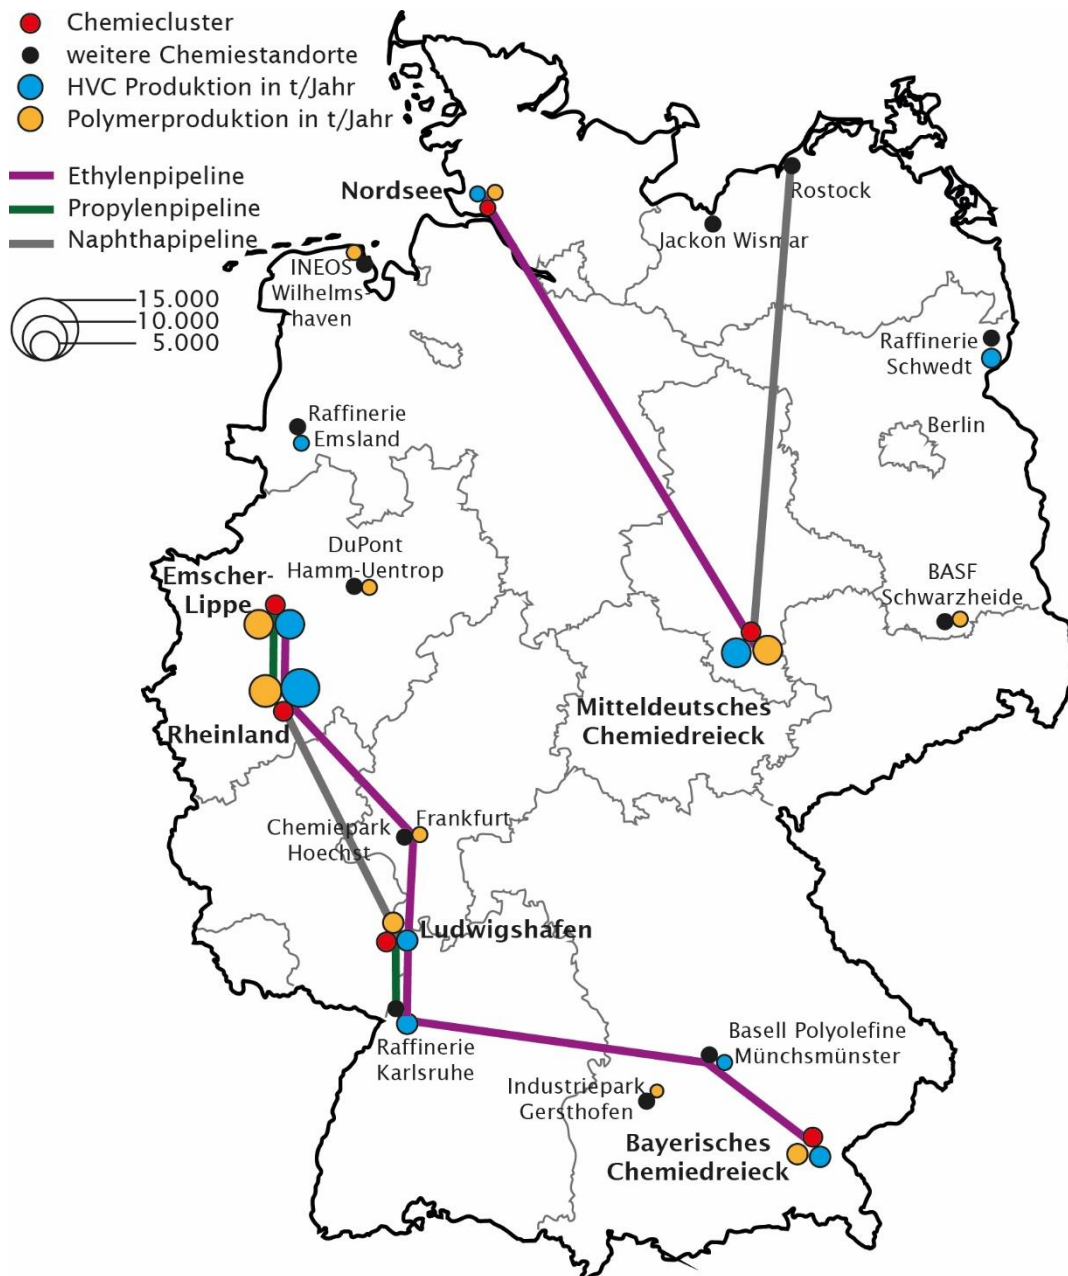 Chemiecluster
weitere Chemiestandorte
HVC Produktion in t/Jahr
Polymerproduktion in t/Jahr
Ethylenpipeline
Propylenpipeline
Naphthapipeline
15.000
10.000
5.000
Nordsee
Rostock
Jackon Wismar
INEOS
Wilhelms-
haven
Raffinerie
Schwedt
Raffinerie
Emsland
Berlin
DuPont
Hamm-Uentrop
Emscher-
Lippe
BASF
Schwarzheide
Rheinland
Mitteldeutsches
Chemiedreieck
Chemiepark
Hoechst
Frankfurt
Ludwigshafen
Raffinerie
Karlsruhe
Basell Polyolefine
Münchsmünster
Industriepark
Gersthofen
Bayerisches
Chemiedreieck